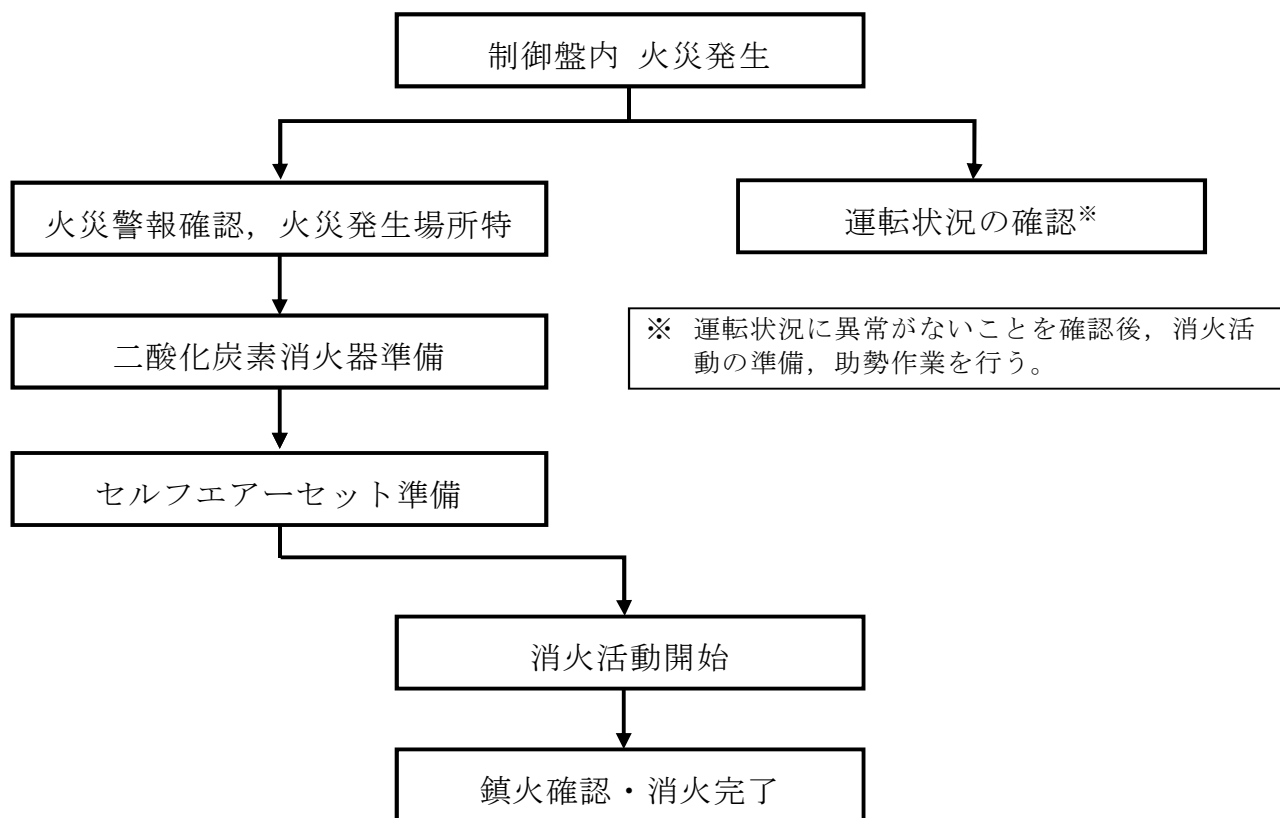 制御盤内 火災発生
火災警報確認，火災発生場所特
運転状況の確認※
二酸化炭素消火器準備
※ 運転状況に異常がないことを確認後，消火活
動の準備，助勢作業を行う。
セルフエアーセット準備
消火活動開始
鎮火確認・消火完了